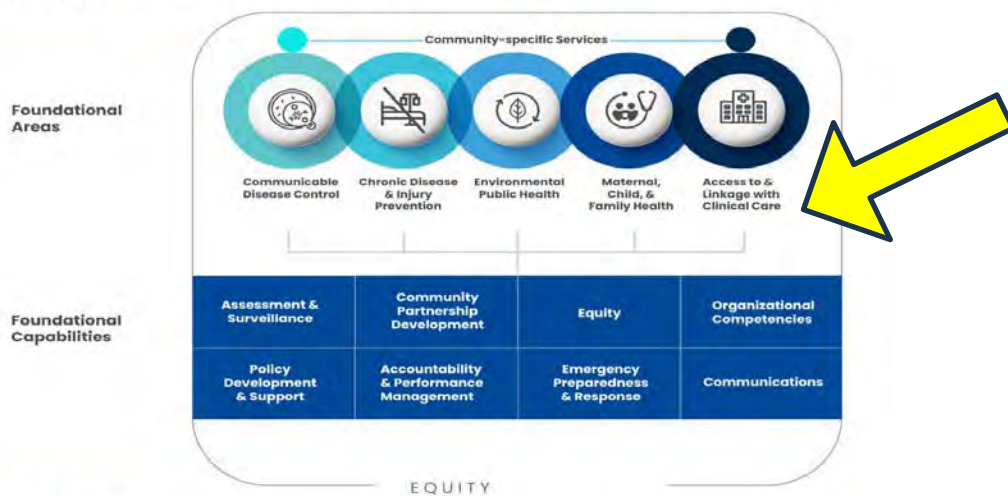 Community-specific Services
Foundational
Areas
Communicable
Disease Control
Chronic Disease
& Injury
Prevention
Environmental
Public Health
Maternal,
Child, &
Family Health
Access to &
Linkage with
Clinical Care
Foundational
Capabilities
Assessment &
Surveillance
Community
Partnership
Development
Equity
Organizational
Competencies
Policy
Development
& Support
Accountability
& Performance
Management
Emergency
Preparedness
& Response
Communications
EQUITY